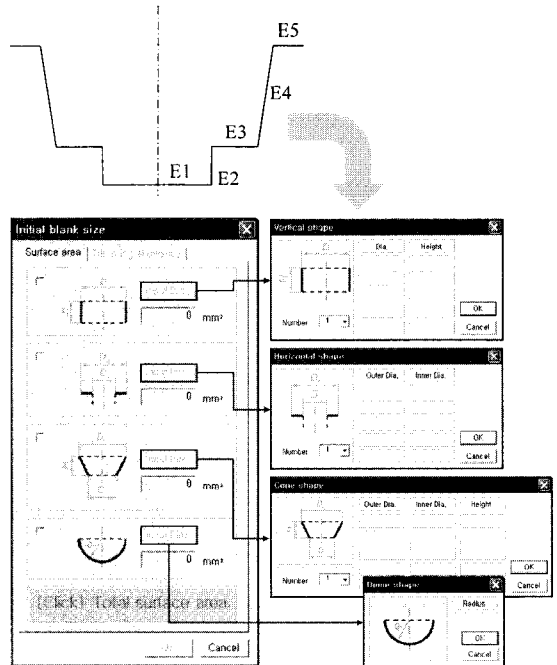 E5
E4
E3
E1
E2
Initial blank size
Surface area
0 mm²
0 mm²
0 mm²
0 mm²
[Click] Total surface area
Cancel
Vertical shape
Dia. Height
Number 1
OK
Cancel
Horizontal shape
Outer Dia. Inner Dia.
Number 1
OK
Cancel
Cone shape
Outer Dia. Inner Dia. Height
Number 1
OK
Cancel
Dome shape
Radius
OK
Cancel